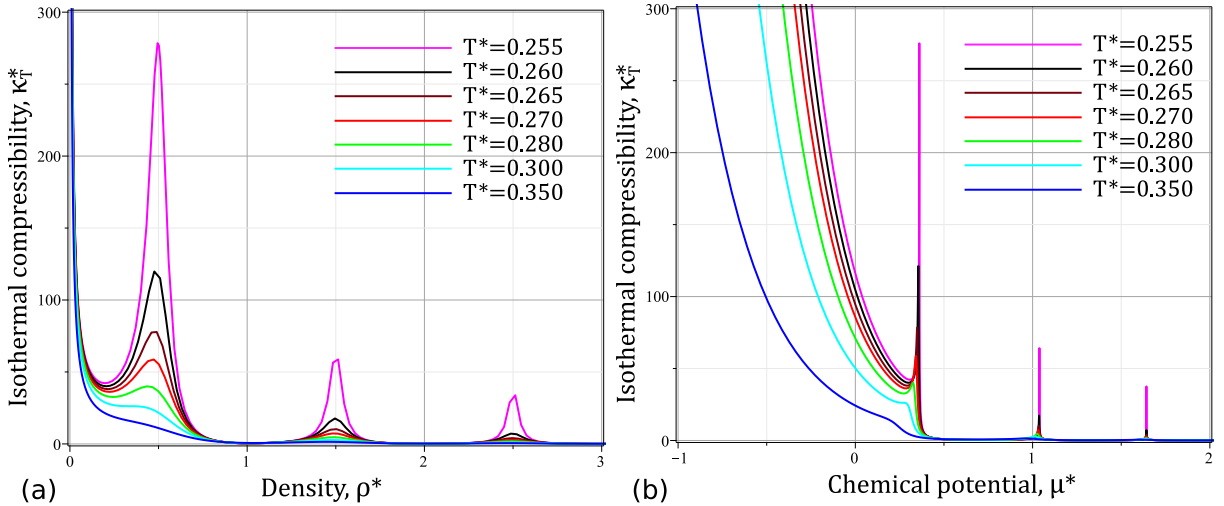 300
200
100
0
0
1
2
3
Isothermal compressibility, κ*T
Density, ρ*
T*=0.255
T*=0.260
T*=0.265
T*=0.270
T*=0.280
T*=0.300
T*=0.350
(a)
300
200
100
0
−1
0
1
2
Isothermal compressibility, κ*T
Chemical potential, μ*
T*=0.255
T*=0.260
T*=0.265
T*=0.270
T*=0.280
T*=0.300
T*=0.350
(b)